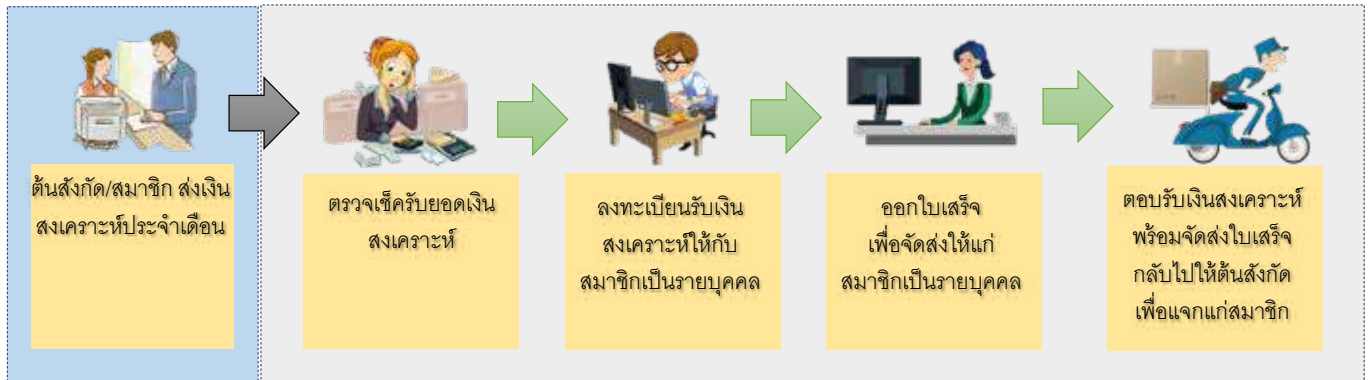 ต้นสังกัด/สมาชิก ส่งเงิน
สงเคราะห์ประจำเดือน
ตรวจเช็ครับยอดเงิน
สงเคราะห์
ลงทะเบียนรับเงิน
สงเคราะห์ให้กับ
สมาชิกเป็นรายบุคคล
ออกใบเสร็จ
เพื่อจัดส่งให้แก่
สมาชิกเป็นรายบุคคล
ตอบรับเงินสงเคราะห์
พร้อมจัดส่งใบเสร็จ
กลับไปให้ต้นสังกัด
เพื่อแจกแก่สมาชิก